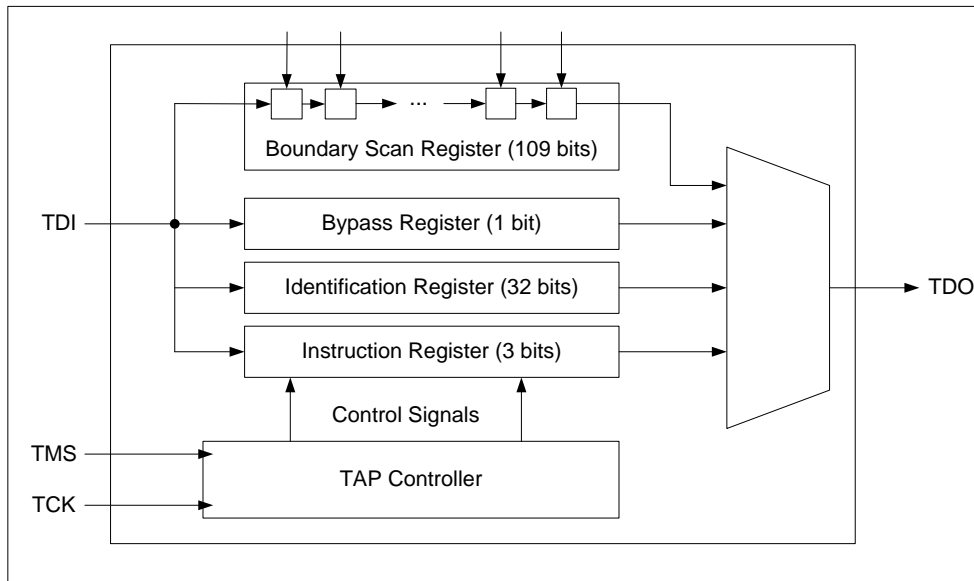 ...
Boundary Scan Register (109 bits)
TDI
Bypass Register (1 bit)
Identification Register (32 bits)
TDO
Instruction Register (3 bits)
Control Signals
TMS
TAP Controller
TCK